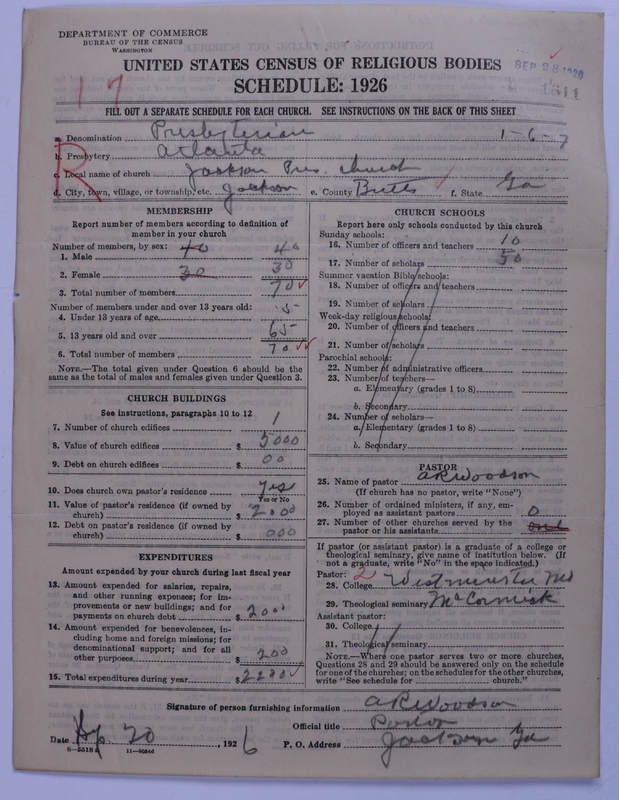 DEPARTMENT OF COMMERCE
BUREAU OF THE CENSUS
WASHINGTON
UNITED STATES CENSUS OF RELIGIOUS BODIES
SEP 28 1926
SCHEDULE: 1926
1511
17
FILL OUT A SEPARATE SCHEDULE FOR EACH CHURCH. SEE INSTRUCTIONS ON THE BACK OF THIS SHEET
a. Denomination Presbyterian 1-6-7
b. Presbytery Atlanta
R
c. Local name of church Jackson Pres. Church
d. City, town, village, or township, etc. Jackson e. County Butts f. State Ga
MEMBERSHIP
Report number of members according to definition of member in your church
Number of members, by sex:
1. Male 40 40
2. Female 30 30
3. Total number of members 70
Number of members under and over 13 years old:
4. Under 13 years of age 5
5. 13 years old and over 65
6. Total number of members 70
NOTE.—The total given under Question 6 should be the
same as the total of males and females given under Question 3.
CHURCH BUILDINGS
See instructions, paragraphs 10 to 12
7. Number of church edifices 1
8. Value of church edifices $ 5000
9. Debt on church edifices $ 00
10. Does church own pastor's residence Yes
Yes or No
11. Value of pastor's residence (if owned by
church) $ 2000
12. Debt on pastor's residence (if owned by
church) $ 000
EXPENDITURES
Amount expended by your church during last fiscal year
13. Amount expended for salaries, repairs,
and other running expenses; for im-
provements or new buildings; and for
payments on church debt $ 2000
14. Amount expended for benevolences, in-
cluding home and foreign missions; for
denominational support; and for all
other purposes $ 200
15. Total expenditures during year $ 2200
CHURCH SCHOOLS
Report here only schools conducted by this church
Sunday schools:
16. Number of officers and teachers 10
17. Number of scholars 50
Summer vacation Bible schools:
18. Number of officers and teachers
19. Number of scholars
Week-day religious schools:
20. Number of officers and teachers
21. Number of scholars
Parochial schools:
22. Number of administrative officers
23. Number of teachers—
a. Elementary (grades 1 to 8)
b. Secondary
24. Number of scholars—
a. Elementary (grades 1 to 8)
b. Secondary
PASTOR
25. Name of pastor A R Woodson
(If church has no pastor, write "None")
26. Number of ordained ministers, if any, em-
ployed as assistant pastors 0
27. Number of other churches served by the
pastor or his assistants
If pastor (or assistant pastor) is a graduate of a college or
theological seminary, give name of institution below. (If
not a graduate, write "No" in the space indicated.)
Pastor: 2
28. College Westminster Mo
29. Theological seminary McCormick
Assistant pastor:
30. College
31. Theological seminary
NOTE.—Where one pastor serves two or more churches,
Questions 28 and 29 should be answered only on the schedule
for one of the churches; on the schedules for the other churches,
write "See schedule for church."
Signature of person furnishing information A R Woodson
Official title Pastor
Date Sep 20, 1926 P. O. Address Jackson Ga